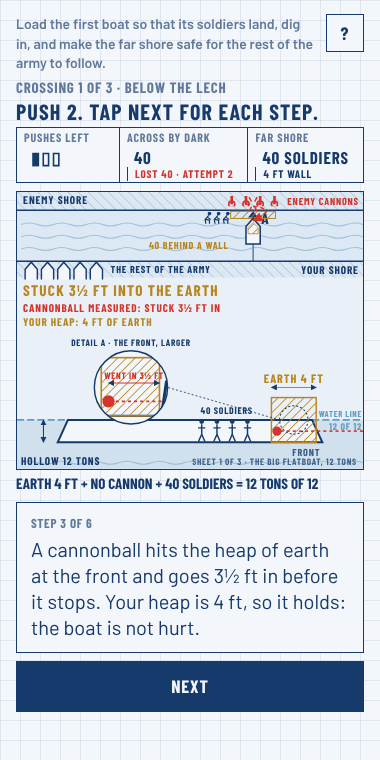 Load the first boat so that its soldiers land, dig
in, and make the far shore safe for the rest of the
army to follow.
?
CROSSING 1 OF 3 · BELOW THE LECH
PUSH 2. TAP NEXT FOR EACH STEP.
PUSHES LEFT
ACROSS BY DARK
40
LOST 40 · ATTEMPT 2
FAR SHORE
40 SOLDIERS
4 FT WALL
ENEMY SHORE
ENEMY CANNONS
40 BEHIND A WALL
THE REST OF THE ARMY
YOUR SHORE
STUCK 3½ FT INTO THE EARTH
CANNONBALL MEASURED: STUCK 3½ FT IN
YOUR HEAP: 4 FT OF EARTH
DETAIL A · THE FRONT, LARGER
WENT IN 3½ FT
EARTH 4 FT
40 SOLDIERS
WATER LINE
12 OF 12
FRONT
HOLLOW 12 TONS
SHEET 1 OF 3 · THE BIG FLATBOAT, 12 TONS
EARTH 4 FT + NO CANNON + 40 SOLDIERS = 12 TONS OF 12
STEP 3 OF 6
A cannonball hits the heap of earth
at the front and goes 3½ ft in before
it stops. Your heap is 4 ft, so it holds:
the boat is not hurt.
NEXT